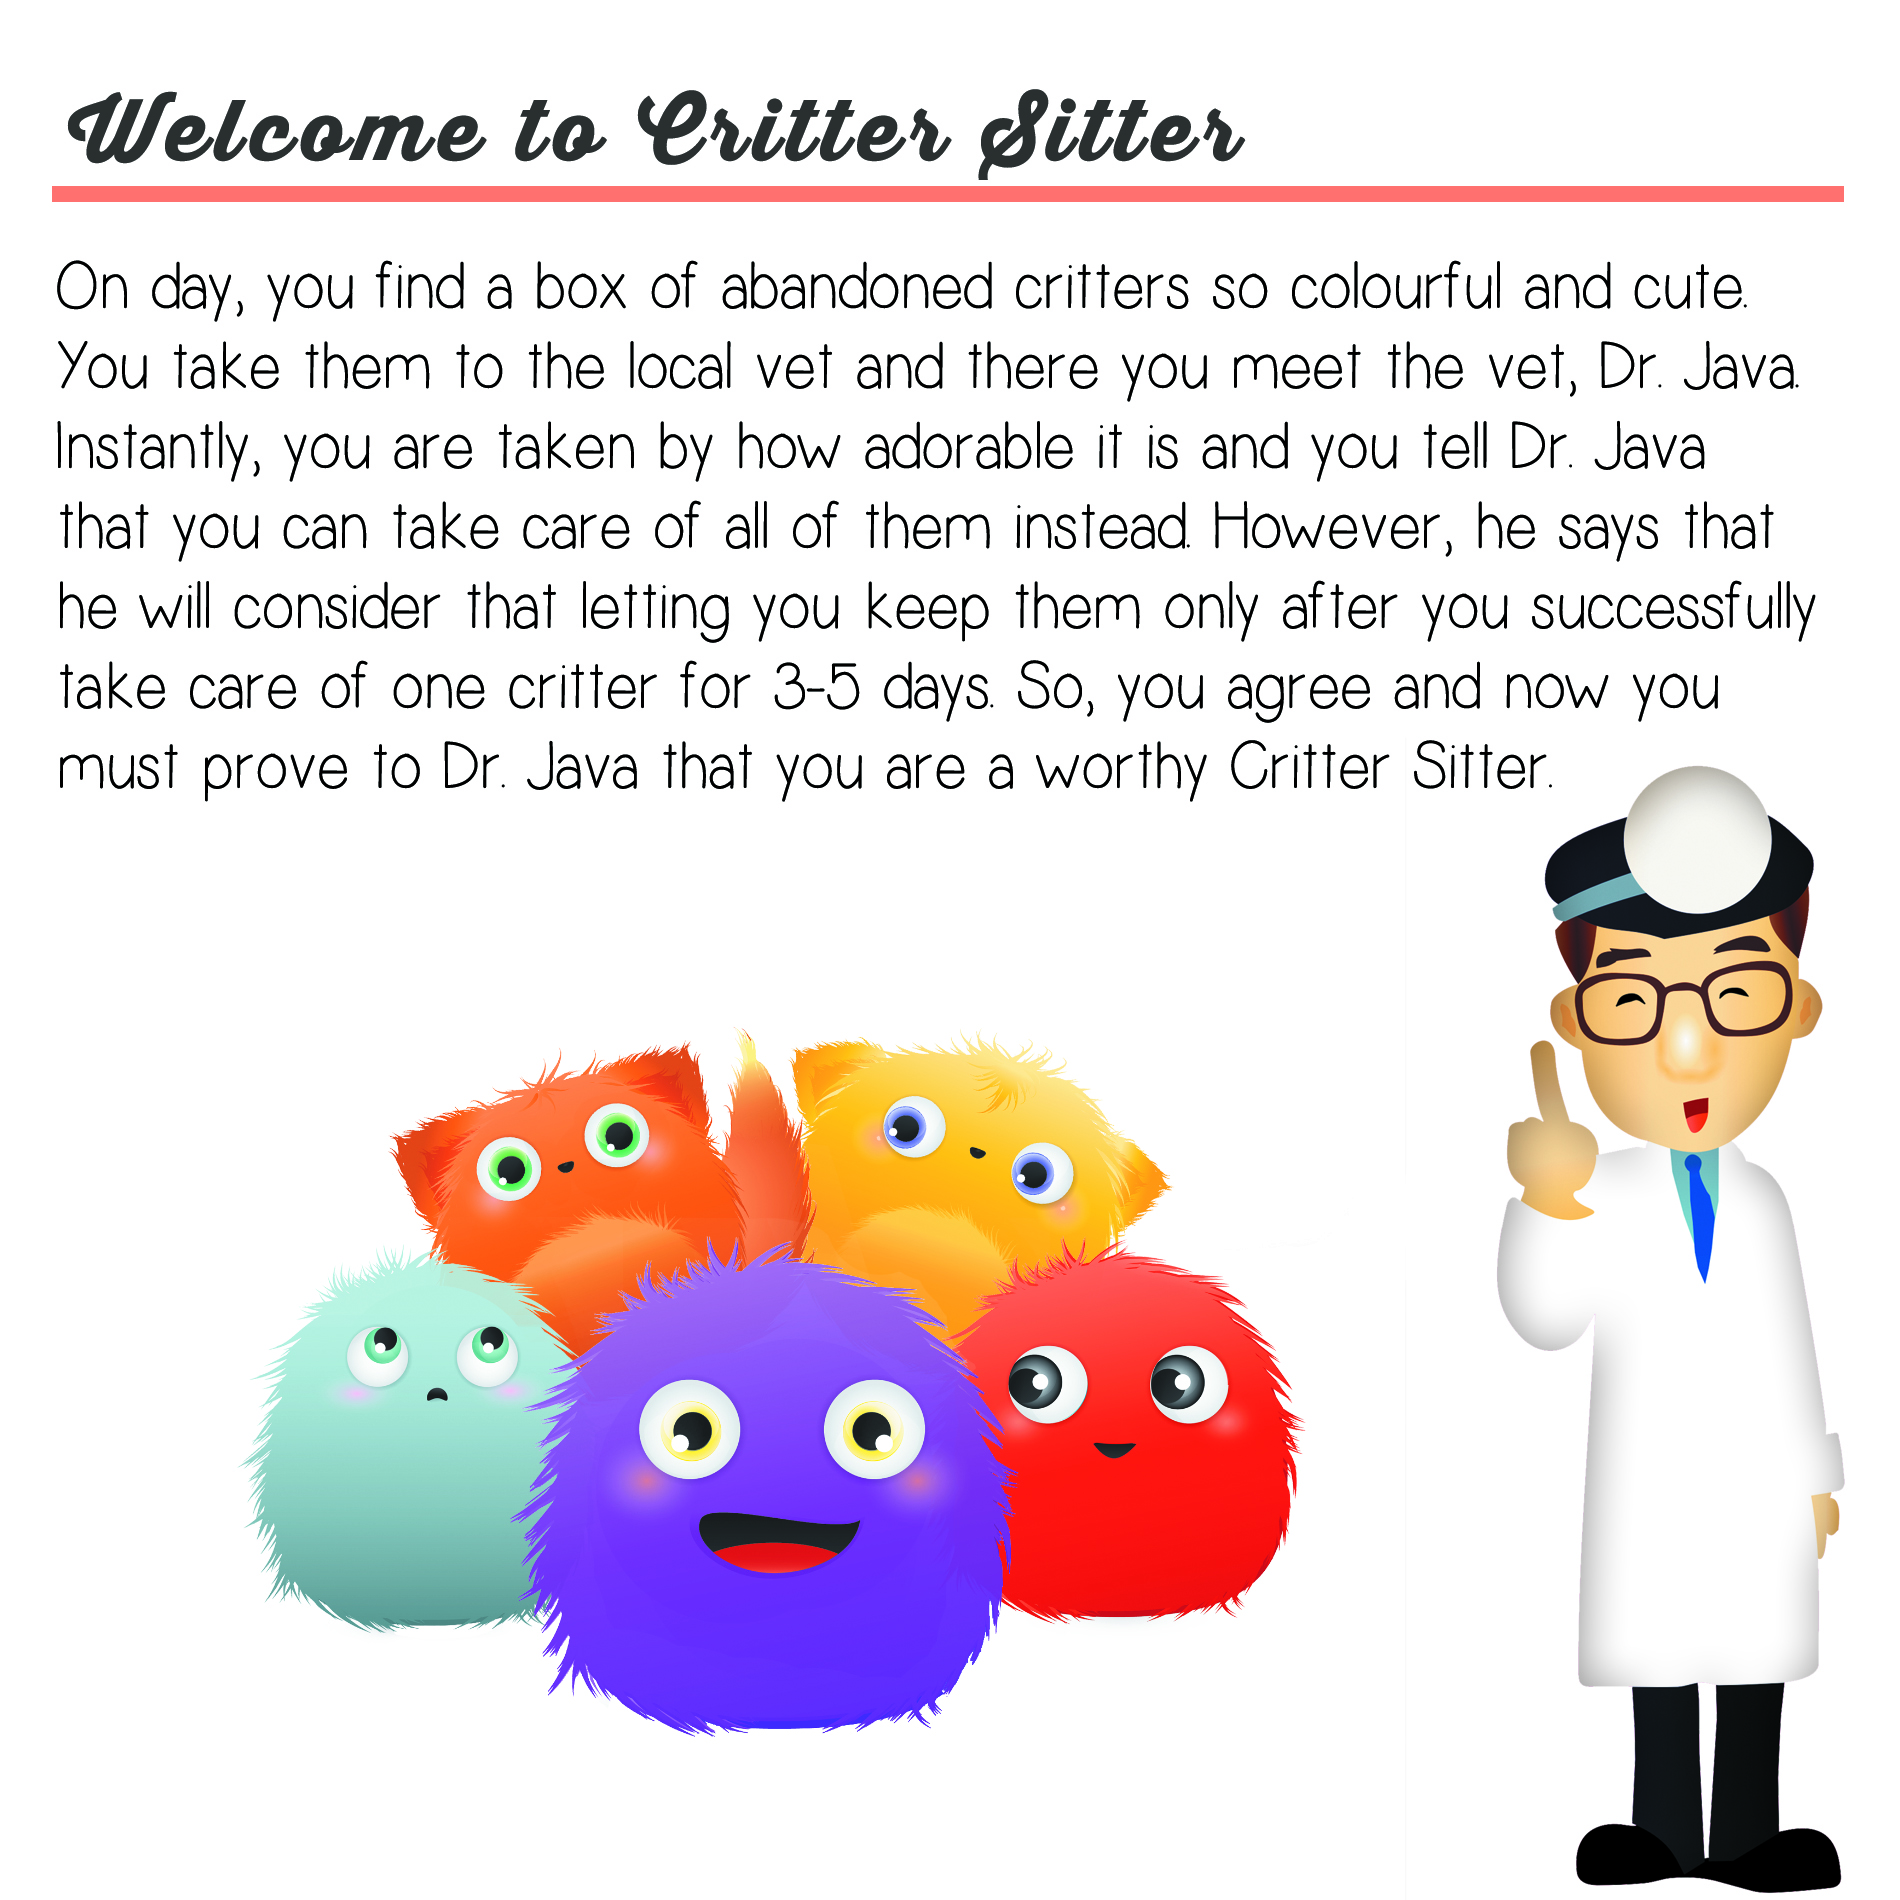 Welcome to Critter Sitter
On day, you find a box of abandoned critters so colourful and cute.
You take them to the local vet and there you meet the vet, Dr. Java.
Instantly, you are taken by how adorable it is and you tell Dr. Java
that you can take care of all of them instead. However, he says that
he will consider that letting you keep them only after you successfully
take care of one critter for 3-5 days. So, you agree and now you
must prove to Dr. Java that you are a worthy Critter Sitter.